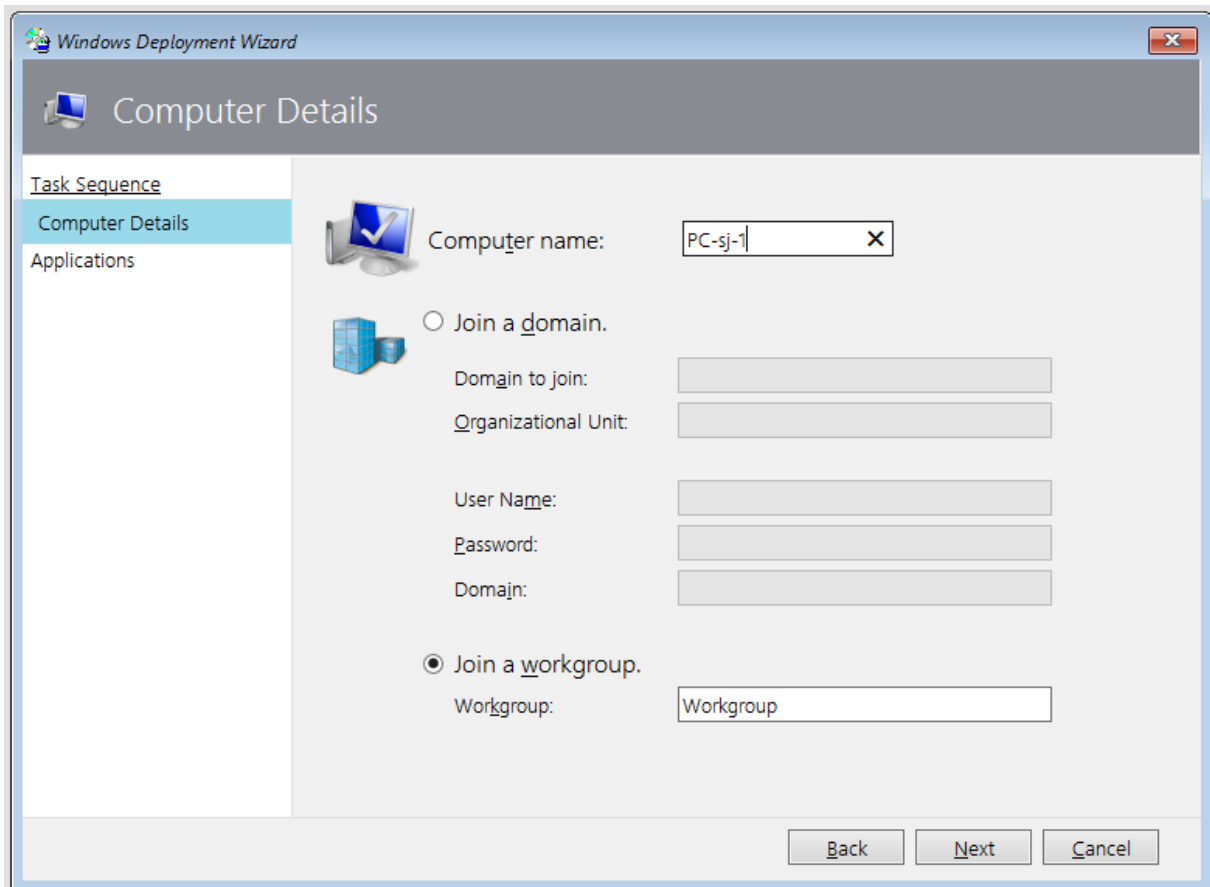 Windows Deployment Wizard
Computer Details
Task Sequence
Computer Details
Applications
Computer name: PC-sj-1
Join a domain.
Domain to join:
Organizational Unit:
User Name:
Password:
Domain:
Join a workgroup.
Workgroup: Workgroup
Back Next Cancel